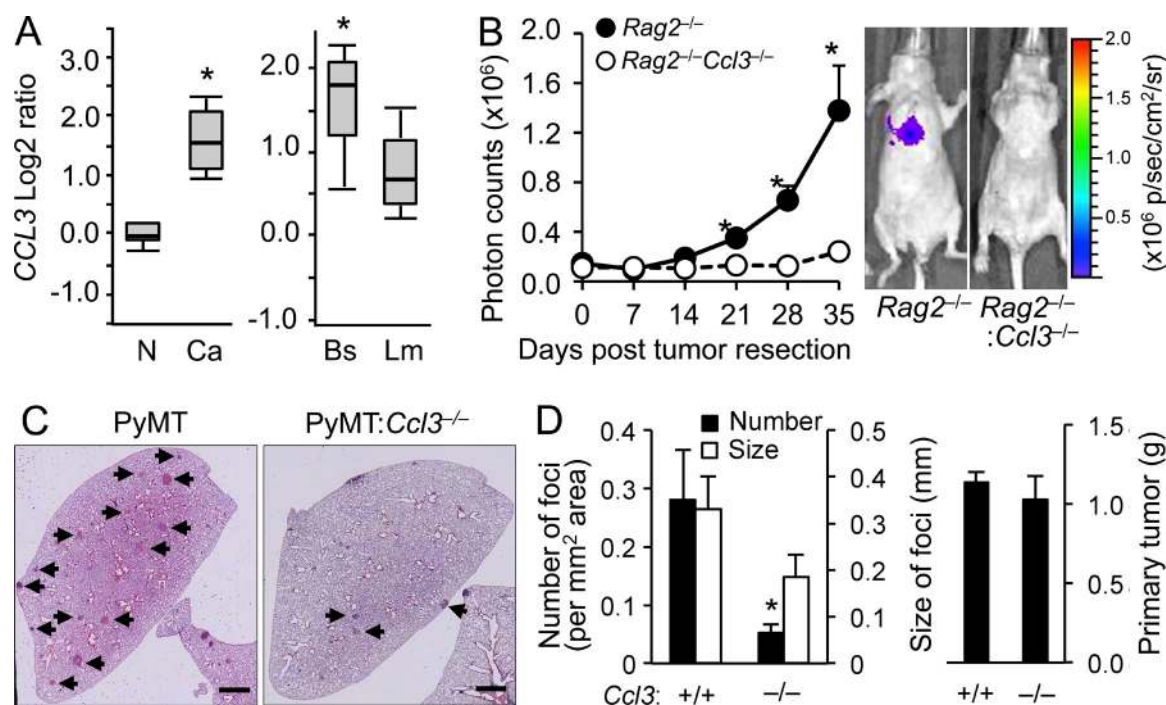 A
CCL3 Log2 ratio
3.0
2.0
1.0
0.0
-1.0
*
N Ca
2.0
1.0
0.0
-1.0
*
Bs Lm
B
Rag2–/–
Rag2–/–Ccl3–/–
Photon counts (x10⁶)
2.0
1.6
1.2
0.8
0.4
0.0
* * *
0 7 14 21 28 35
Days post tumor resection
Rag2–/– Rag2–/–
:Ccl3–/–
2.0
1.5
1.0
0.5
(x10⁶ p/sec/cm²/sr)
C
PyMT PyMT:Ccl3–/–
D
Number
Size
Number of foci
(per mm² area)
0.4
0.3
0.2
0.1
0
*
0.5
0.4
0.3
0.2
0.1
0
Size of foci (mm)
Ccl3: +/+ –/–
1.5
1.0
0.5
0.0
Primary tumor (g)
+/+ –/–